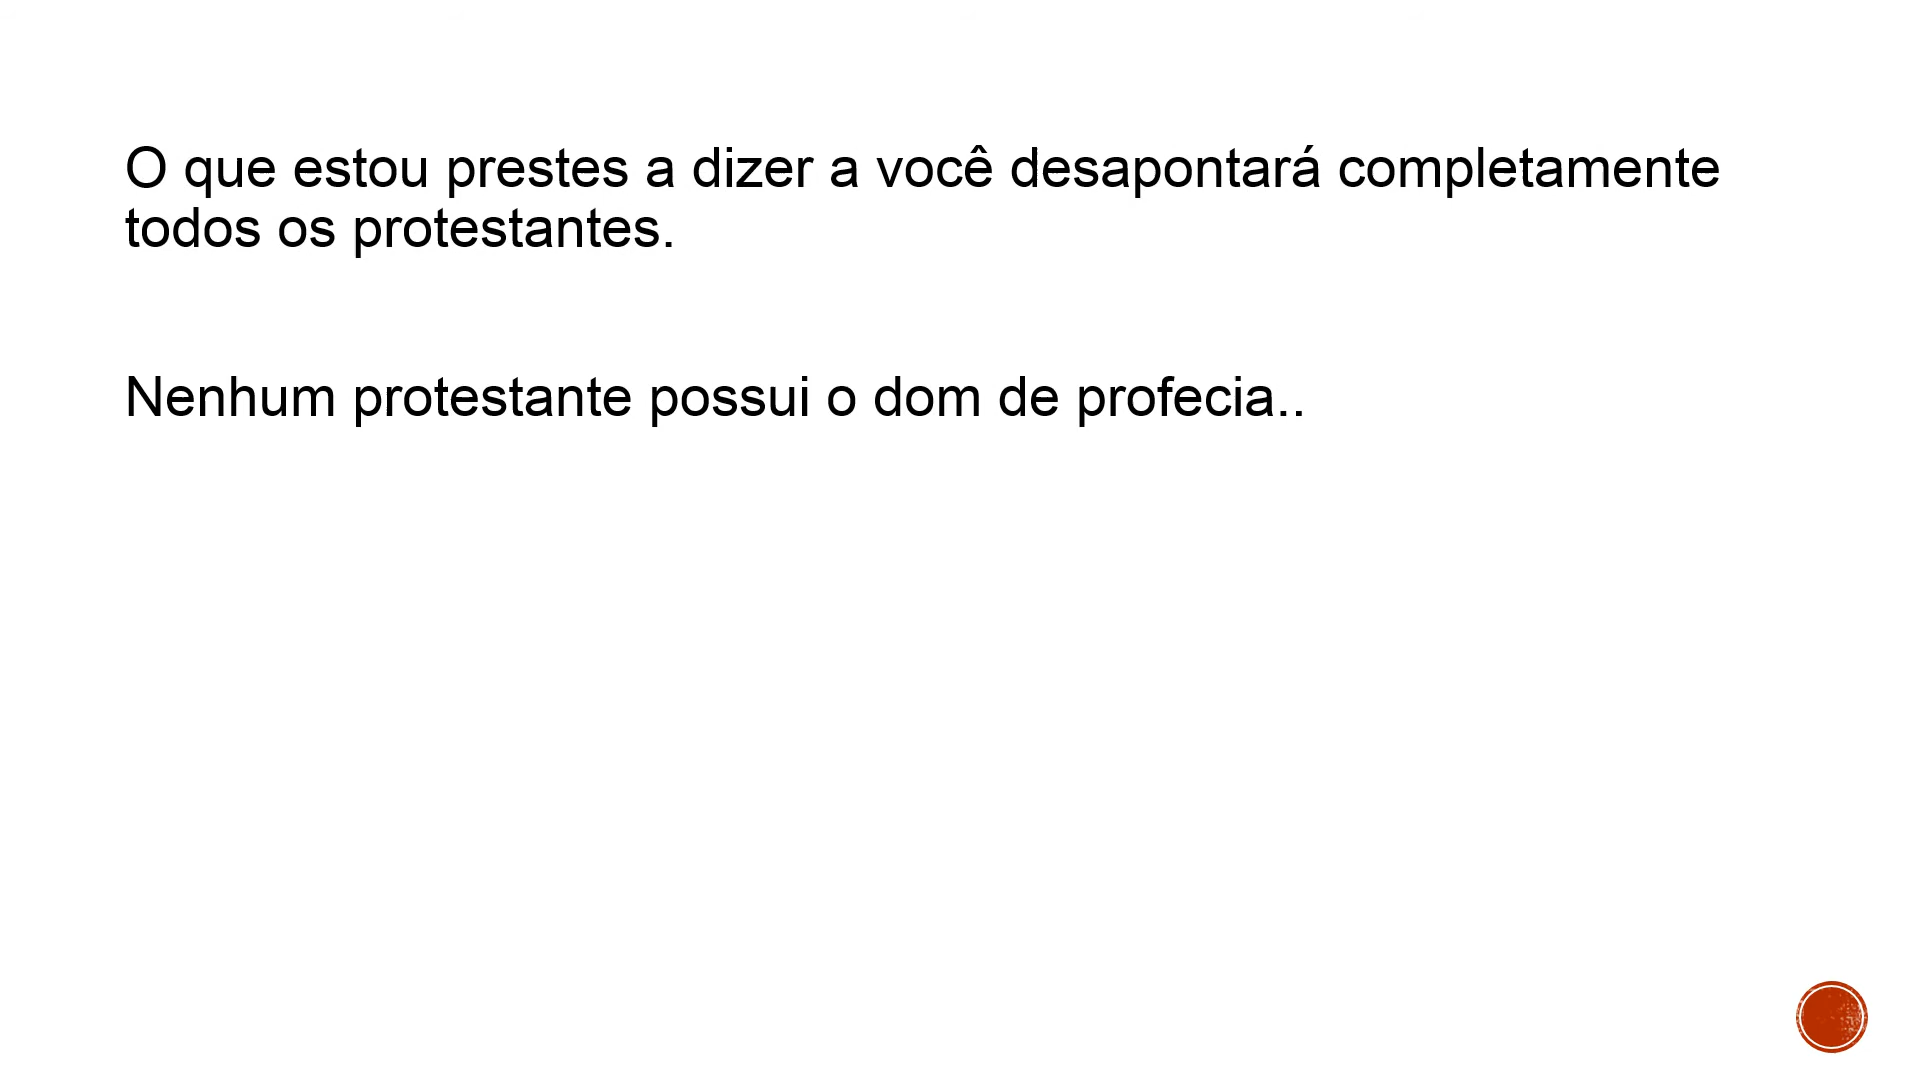 O que estou prestes a dizer a você desapontará completamente
todos os protestantes.
Nenhum protestante possui o dom de profecia..